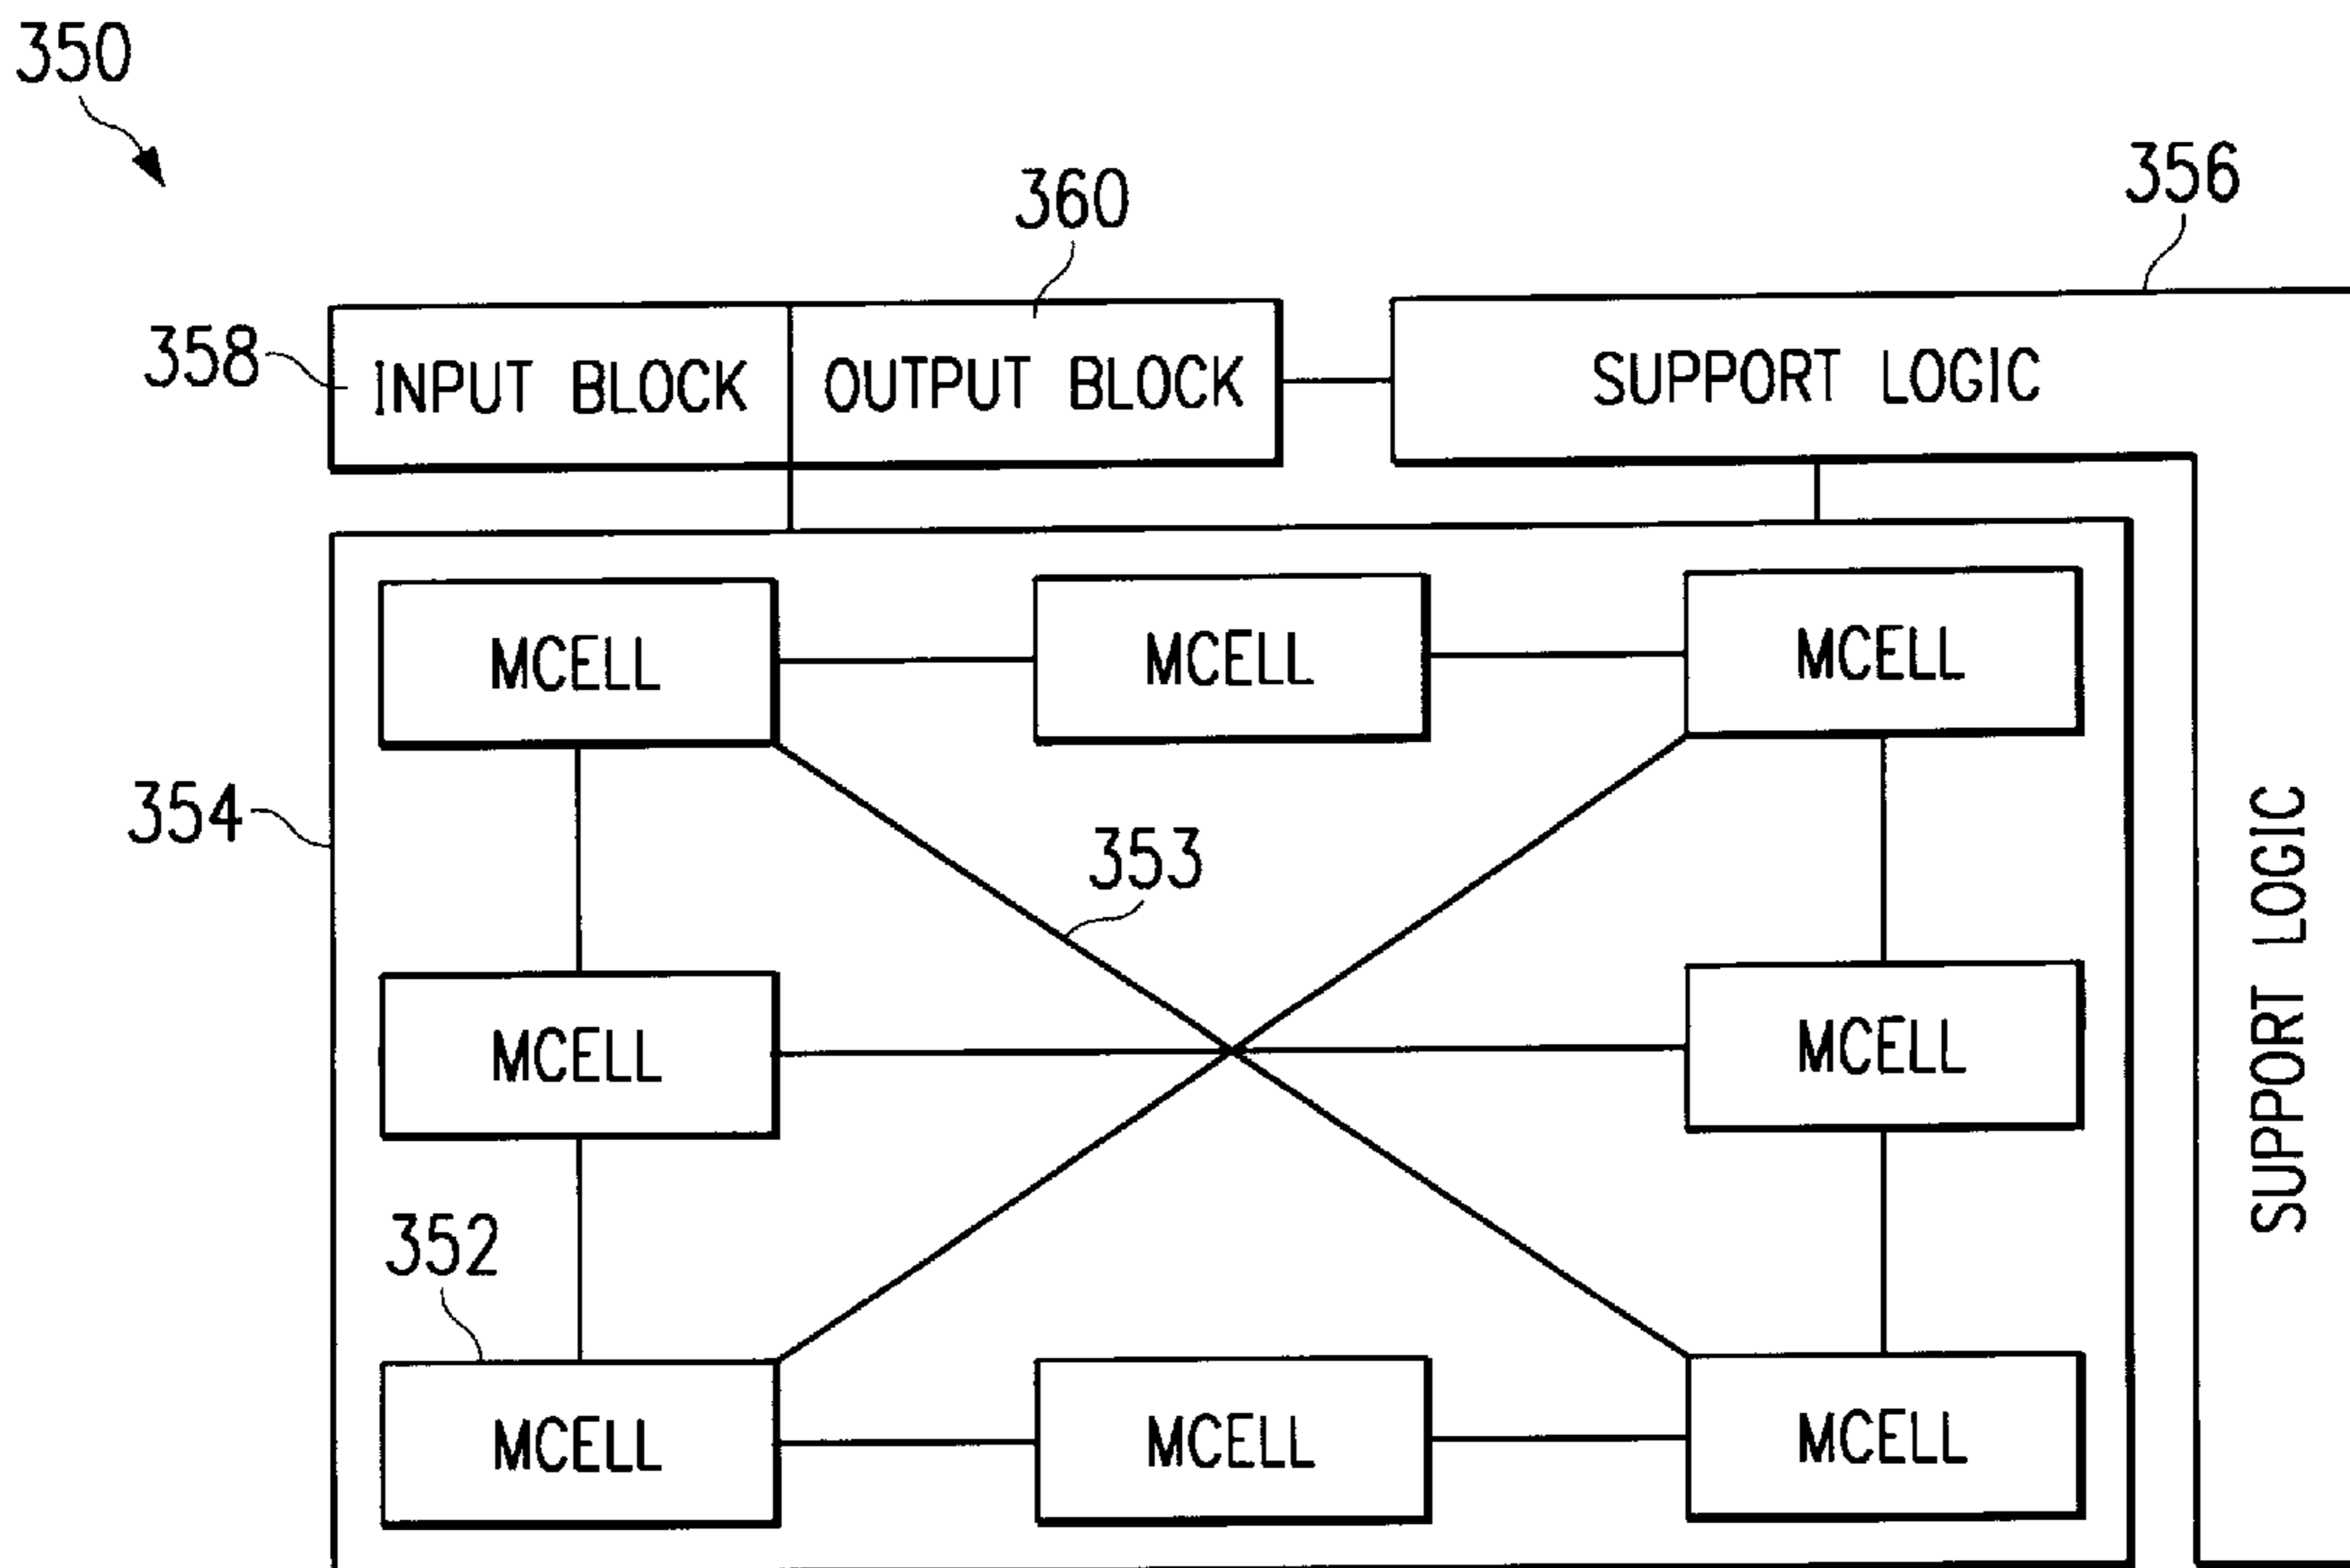 350
356
360
358
INPUT BLOCK
OUTPUT BLOCK
SUPPORT LOGIC
MCELL
MCELL
MCELL
354
353
SUPPORT LOGIC
MCELL
MCELL
352
MCELL
MCELL
MCELL